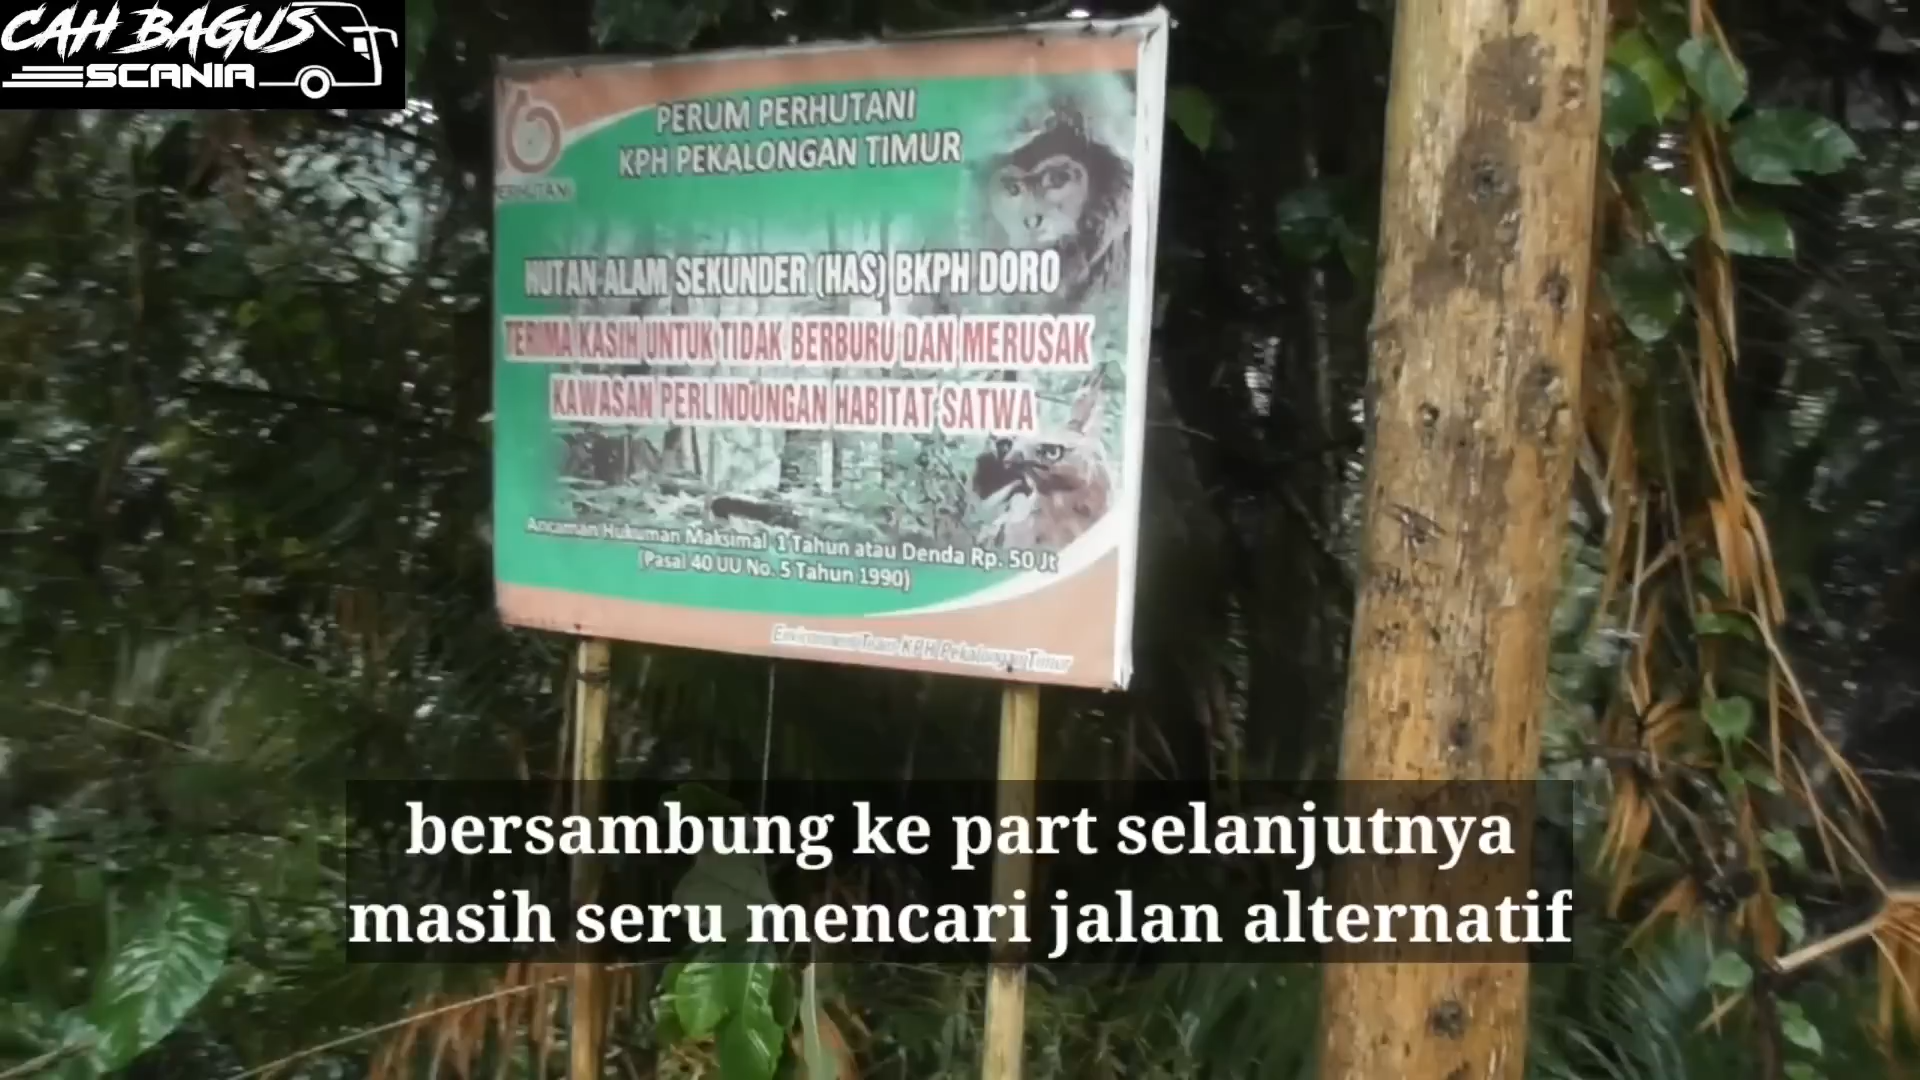 CAH BAGUS
SCANIA
PERUM PERHUTANI
KPH PEKALONGAN TIMUR
PERHUTANI
HUTAN ALAM SEKUNDER (HAS) BKPH DORO
TERIMA KASIH UNTUK TIDAK BERBURU DAN MERUSAK
KAWASAN PERLINDUNGAN HABITAT SATWA
Ancaman Hukuman Maksimal 1 Tahun atau Denda Rp. 50 Jt
(Pasal 40 UU No. 5 Tahun 1990)
Environment Team KPH Pekalongan Timur
bersambung ke part selanjutnya
masih seru mencari jalan alternatif